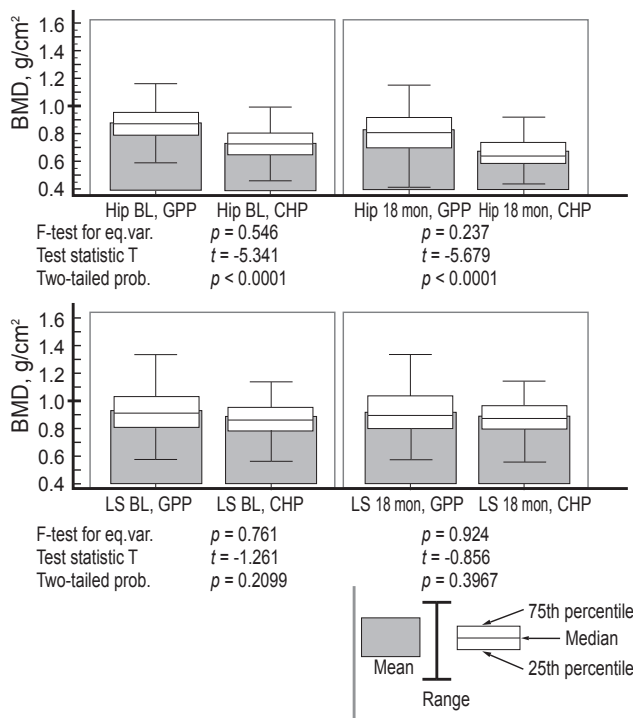 BMD, g/cm²
1.6
1.4
1.2
1.0
0.8
0.6
0.4
Hip BL, GPP Hip BL, CHP Hip 18 mon, GPP Hip 18 mon, CHP
F-test for eq.var. p = 0.546 p = 0.237
Test statistic T t = -5.341 t = -5.679
Two-tailed prob. p < 0.0001 p < 0.0001
BMD, g/cm²
1.6
1.4
1.2
1.0
0.8
0.6
0.4
LS BL, GPP LS BL, CHP LS 18 mon, GPP LS 18 mon, CHP
F-test for eq.var. p = 0.761 p = 0.924
Test statistic T t = -1.261 t = -0.856
Two-tailed prob. p = 0.2099 p = 0.3967
75th percentile
Median
25th percentile
Mean
Range